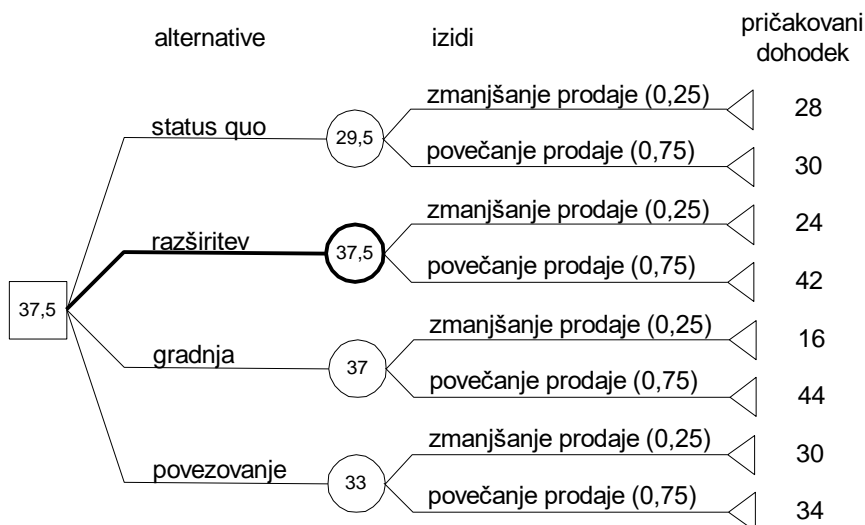 alternative
izidi
pričakovani
dohodek
zmanjšanje prodaje (0,25)
28
status quo
29,5
povečanje prodaje (0,75)
30
zmanjšanje prodaje (0,25)
24
razširitev
37,5
povečanje prodaje (0,75)
42
37,5
zmanjšanje prodaje (0,25)
16
gradnja
37
povečanje prodaje (0,75)
44
zmanjšanje prodaje (0,25)
30
povezovanje
33
povečanje prodaje (0,75)
34